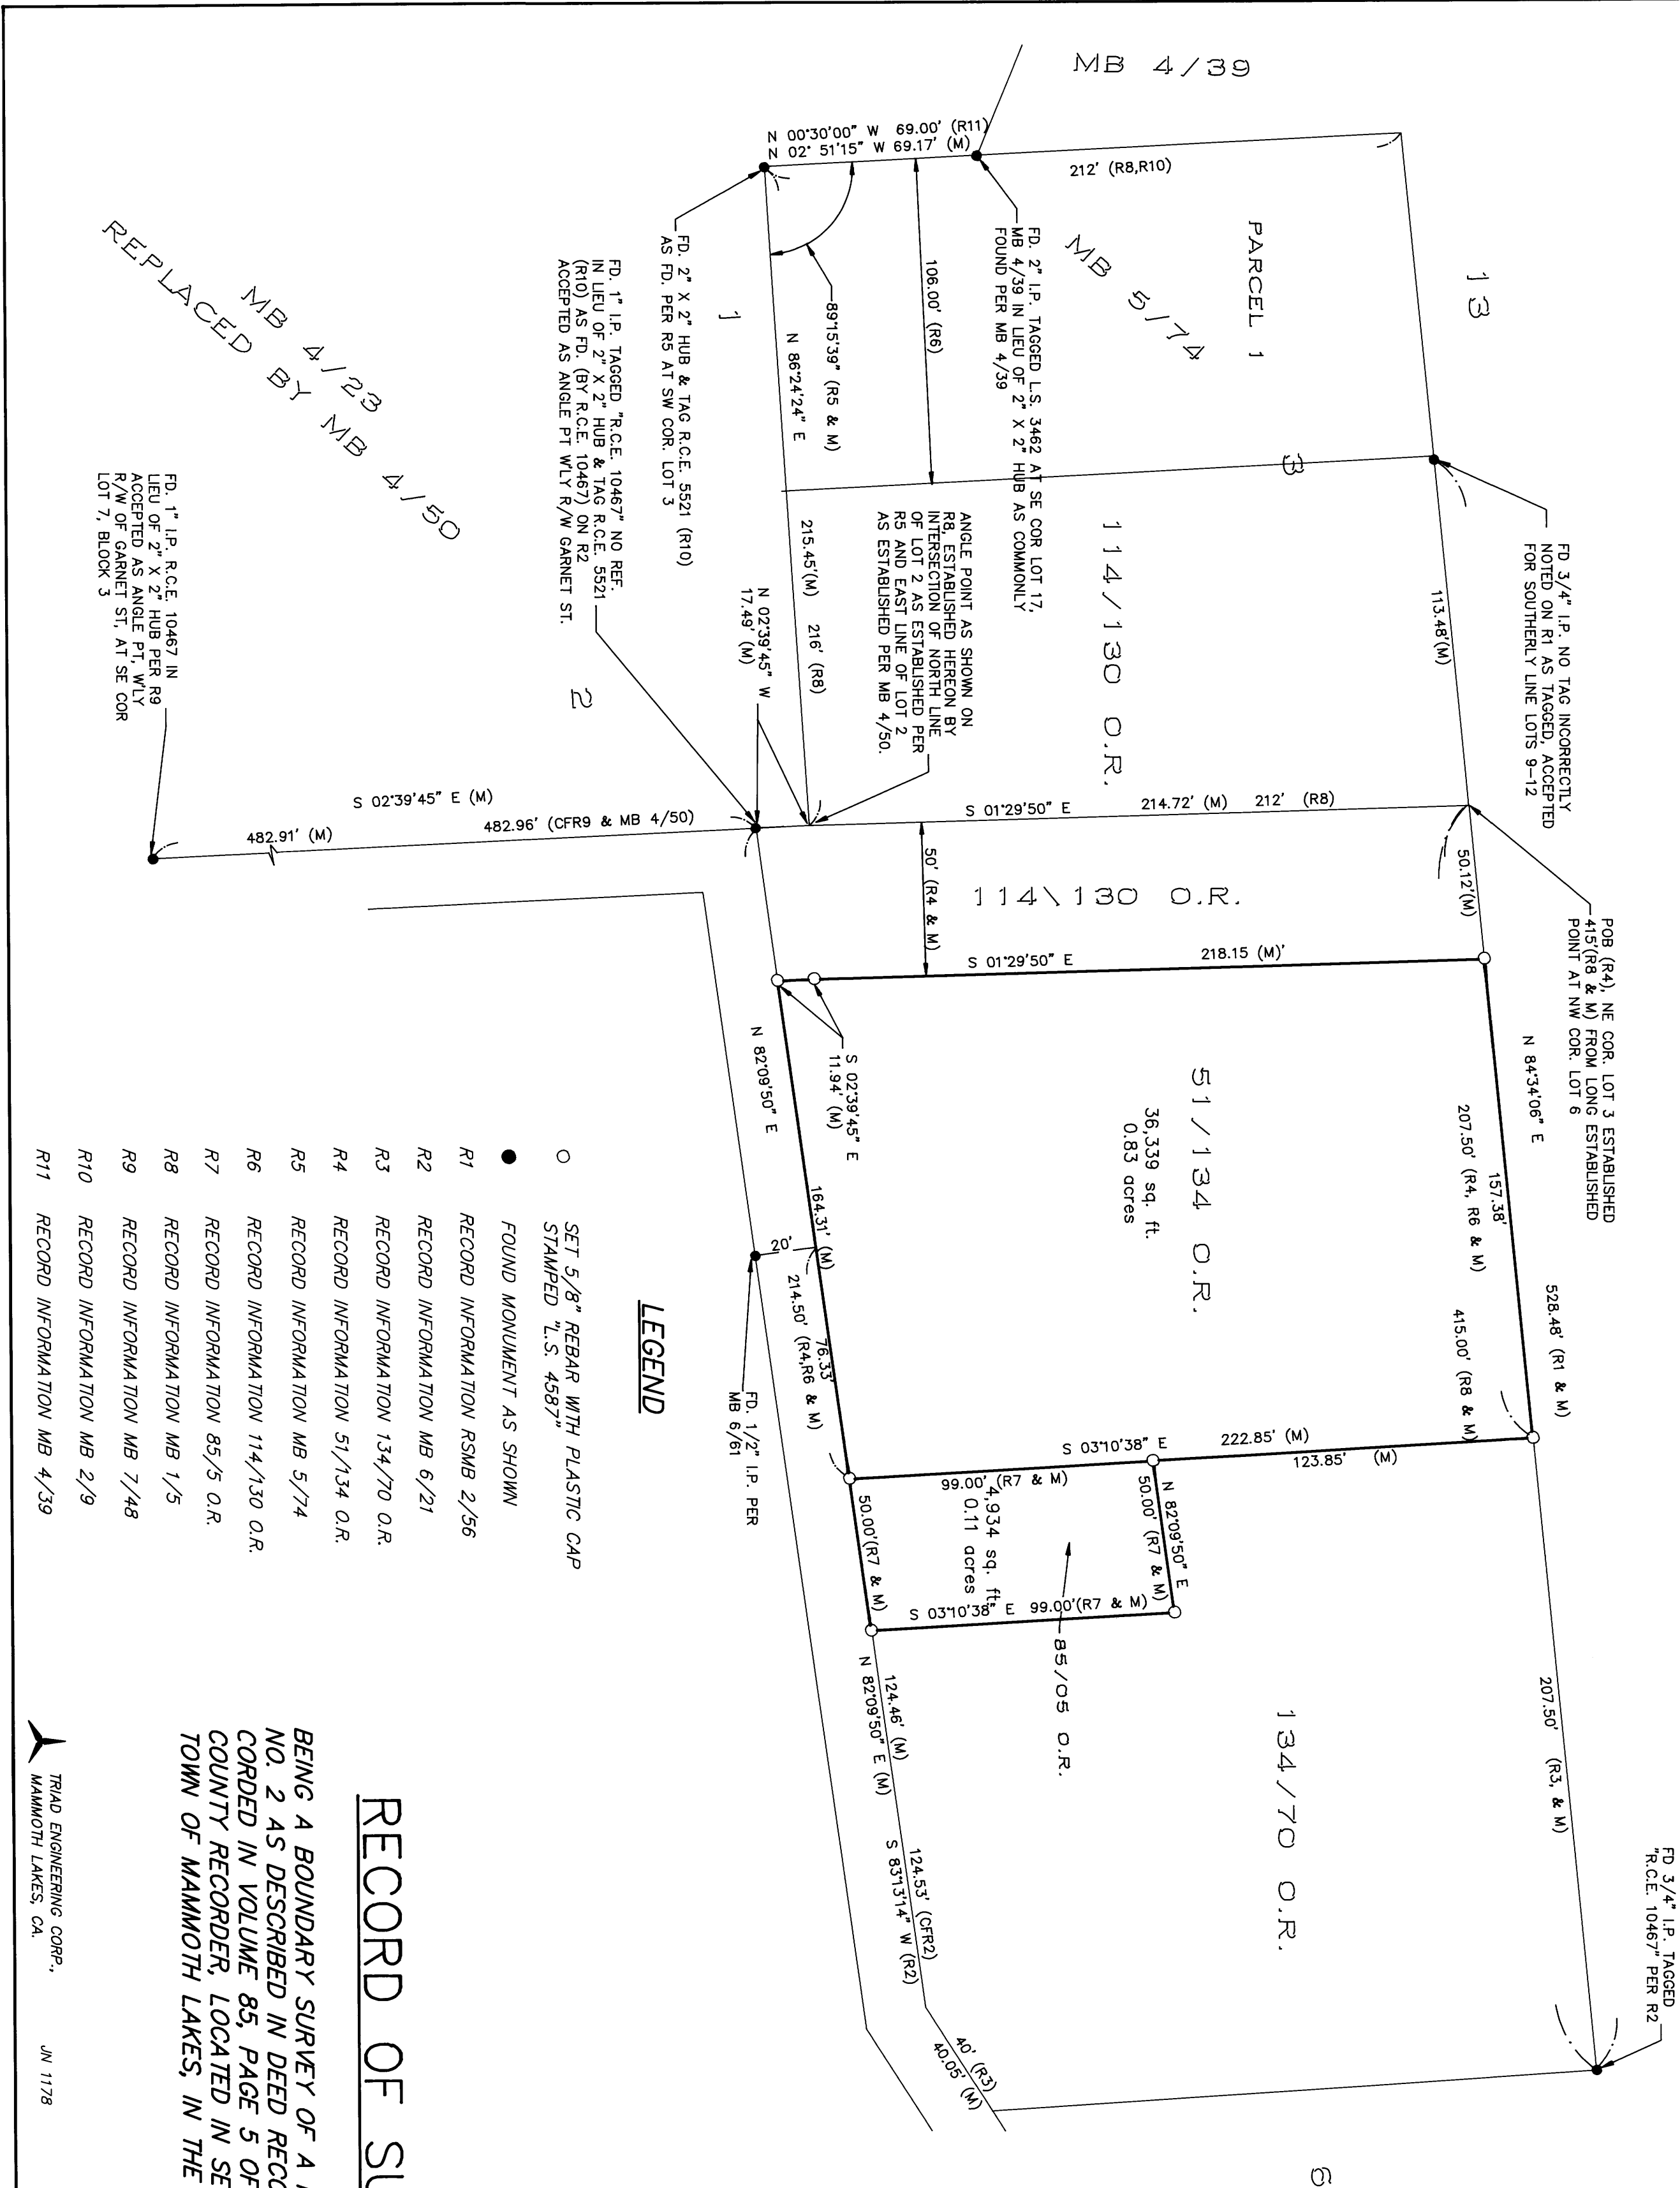 MB 4/39
N 00°30'00" W 69.00' (R11)
N 02° 51'15" W 69.17' (M)
212' (R8,R10)
PARCEL 1
MB 5/74
13
3
106.00' (R6)
89°15'39" (R5 & M)
N 86°24'24" E
215.45'(M) 216' (R8)
1
2
FD. 2" I.P. TAGGED L.S. 3462 AT SE COR LOT 17,
MB 4/39 IN LIEU OF 2" X 2" HUB AS COMMONLY
FOUND PER MB 4/39
FD. 2" X 2" HUB & TAG R.C.E. 5521 (R10)
AS FD. PER R5 AT SW COR. LOT 3
FD. 1" I.P. TAGGED "R.C.E. 10467" NO REF.
IN LIEU OF 2" X 2" HUB & TAG R.C.E. 5521
(R10) AS FD. (BY R.C.E. 10467) ON R2
ACCEPTED AS ANGLE PT W'LY R/W GARNET ST.
MB 4/23
REPLACED BY MB 4/50
FD. 1" I.P. R.C.E. 10467 IN
LIEU OF 2" X 2" HUB PER R9
ACCEPTED AS ANGLE PT, W'LY
R/W OF GARNET ST, AT SE COR
LOT 7, BLOCK 3
FD 3/4" I.P. NO TAG INCORRECTLY
NOTED ON R1 AS TAGGED, ACCEPTED
FOR SOUTHERLY LINE LOTS 9-12
113.48'(M)
114/130 O.R.
ANGLE POINT AS SHOWN ON
R8, ESTABLISHED HEREON BY
INTERSECTION OF NORTH LINE
OF LOT 2 AS ESTABLISHED PER
R5 AND EAST LINE OF LOT 2
AS ESTABLISHED PER MB 4/50.
N 02°39'45" W
17.49' (M)
S 02°39'45" E (M)
482.91' (M)
482.96' (CFR9 & MB 4/50)
S 01°29'50" E 214.72' (M) 212' (R8)
50' (R4 & M)
114\130 O.R.
50.12'(M)
POB (R4), NE COR. LOT 3 ESTABLISHED
415'(R8 & M) FROM LONG ESTABLISHED
POINT AT NW COR. LOT 6
S 01°29'50" E 218.15 (M)'
N 84°34'06" E
157.38'
207.50' (R4, R6 & M)
528.48' (R1 & M)
415.00' (R8 & M)
51/134 O.R.
36,339 sq. ft.
0.83 acres
S 02°39'45" E
11.94' (M)
N 82°09'50" E
164.31' (M)
20'
76.33'
214.50' (R4,R6 & M)
FD. 1/2" I.P. PER
MB 6/61
S 03°10'38" E 222.85' (M)
123.85' (M)
99.00' (R7 & M)
N 82°09'50" E
50.00' (R7 & M)
4,934 sq. ft.
0.11 acres
50.00'(R7 & M)
S 03°10'38" E 99.00'(R7 & M)
85/05 O.R.
134/70 O.R.
207.50' (R3, & M)
FD 3/4" I.P. TAGGED
"R.C.E. 10467" PER R2
124.46' (M)
N 82°09'50" E (M)
124.53' (CFR2)
S 83°13'14" W (R2)
40' (R3)
40.05' (M)
6
LEGEND
SET 5/8" REBAR WITH PLASTIC CAP
STAMPED "L.S. 4587"
FOUND MONUMENT AS SHOWN
R1 RECORD INFORMATION RSMB 2/56
R2 RECORD INFORMATION MB 6/21
R3 RECORD INFORMATION 134/70 O.R.
R4 RECORD INFORMATION 51/134 O.R.
R5 RECORD INFORMATION MB 5/74
R6 RECORD INFORMATION 114/130 O.R.
R7 RECORD INFORMATION 85/5 O.R.
R8 RECORD INFORMATION MB 1/5
R9 RECORD INFORMATION MB 7/48
R10 RECORD INFORMATION MB 2/9
R11 RECORD INFORMATION MB 4/39
RECORD OF SU
BEING A BOUNDARY SURVEY OF A
NO. 2 AS DESCRIBED IN DEED RECO
CORDED IN VOLUME 85, PAGE 5 OF
COUNTY RECORDER, LOCATED IN SE
TOWN OF MAMMOTH LAKES, IN THE
TRIAD ENGINEERING CORP.,
MAMMOTH LAKES, CA.
JN 1178